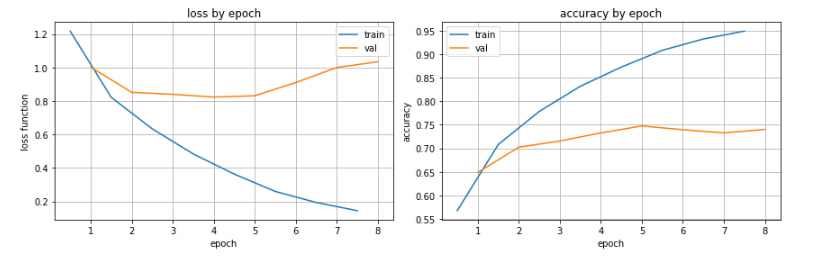 loss by epoch
train
val
1.2
1.0
0.8
0.6
0.4
0.2
loss function
1 2 3 4 5 6 7 8
epoch
accuracy by epoch
train
val
0.95
0.90
0.85
0.80
0.75
0.70
0.65
0.60
0.55
accuracy
1 2 3 4 5 6 7 8
epoch